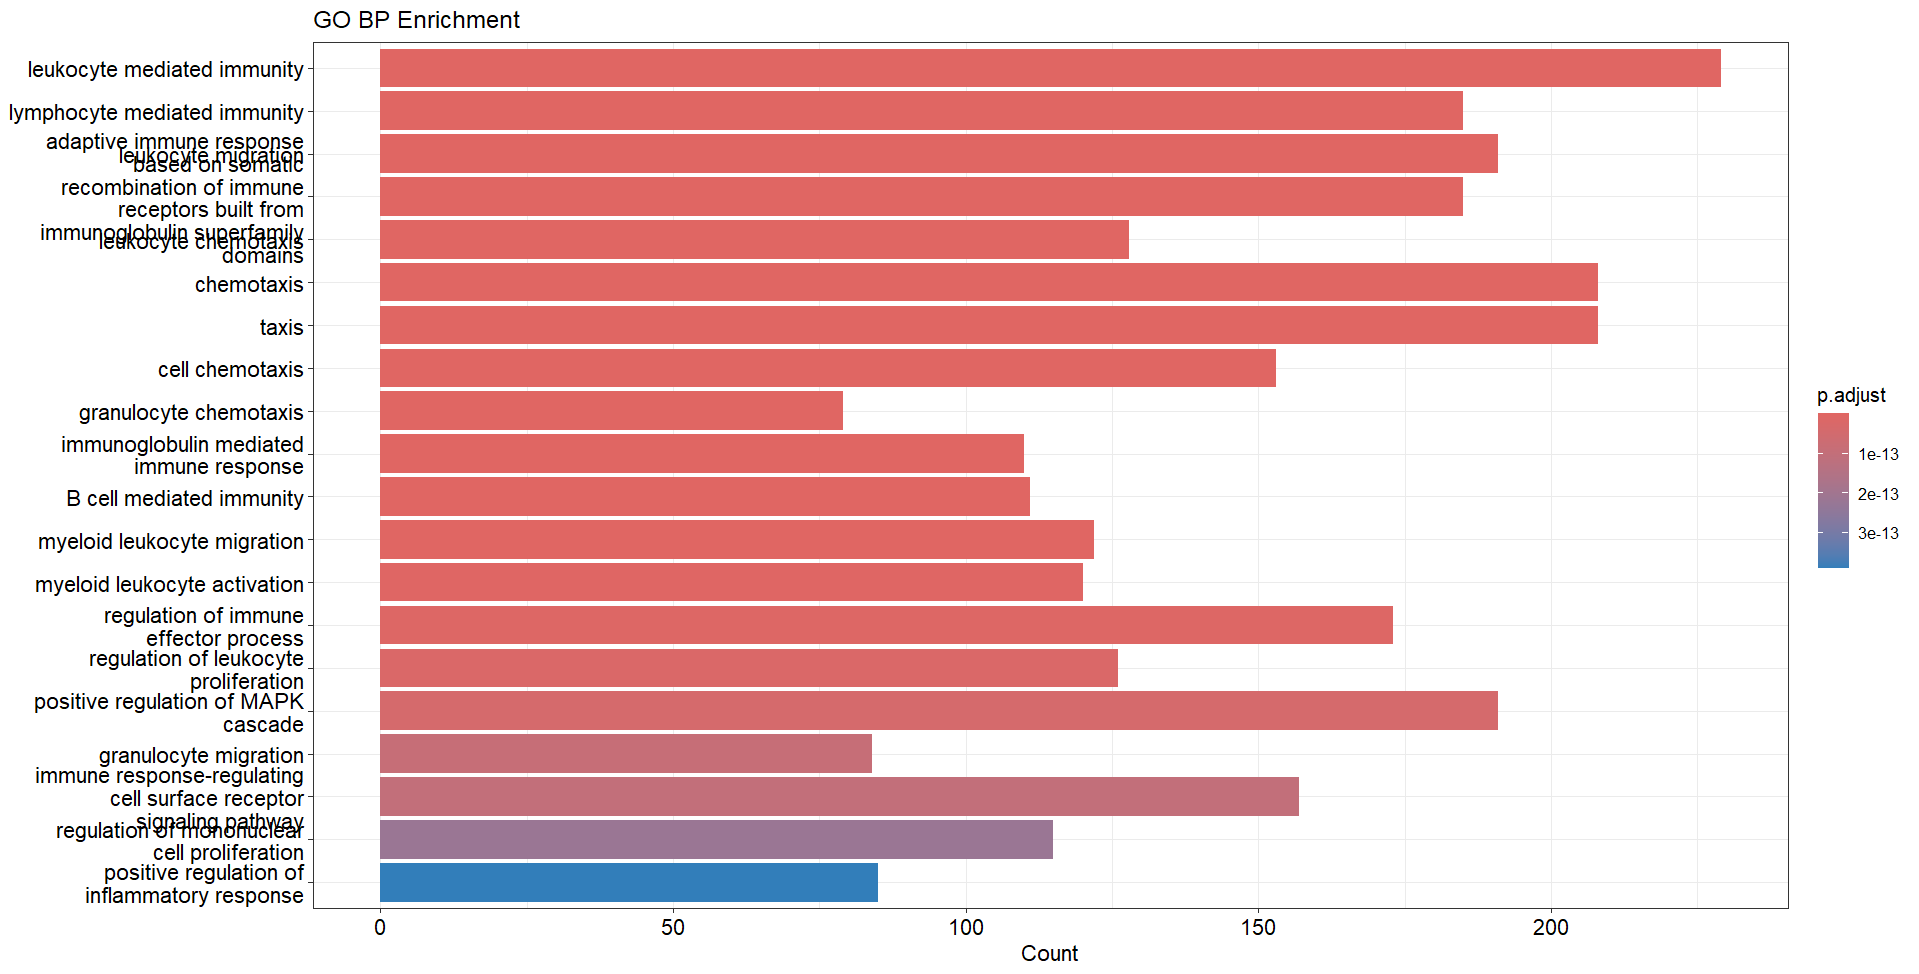 GO BP Enrichment
leukocyte mediated immunity
lymphocyte mediated immunity
leukocyte migration
adaptive immune response
based on somatic
recombination of immune
receptors built from
immunoglobulin superfamily
domains
leukocyte chemotaxis
chemotaxis
taxis
cell chemotaxis
granulocyte chemotaxis
immunoglobulin mediated
immune response
B cell mediated immunity
myeloid leukocyte migration
myeloid leukocyte activation
regulation of immune
effector process
regulation of leukocyte
proliferation
positive regulation of MAPK
cascade
granulocyte migration
immune response-regulating
cell surface receptor
signaling pathway
regulation of mononuclear
cell proliferation
positive regulation of
inflammatory response
0 50 100 150 200
Count
p.adjust
1e-13
2e-13
3e-13